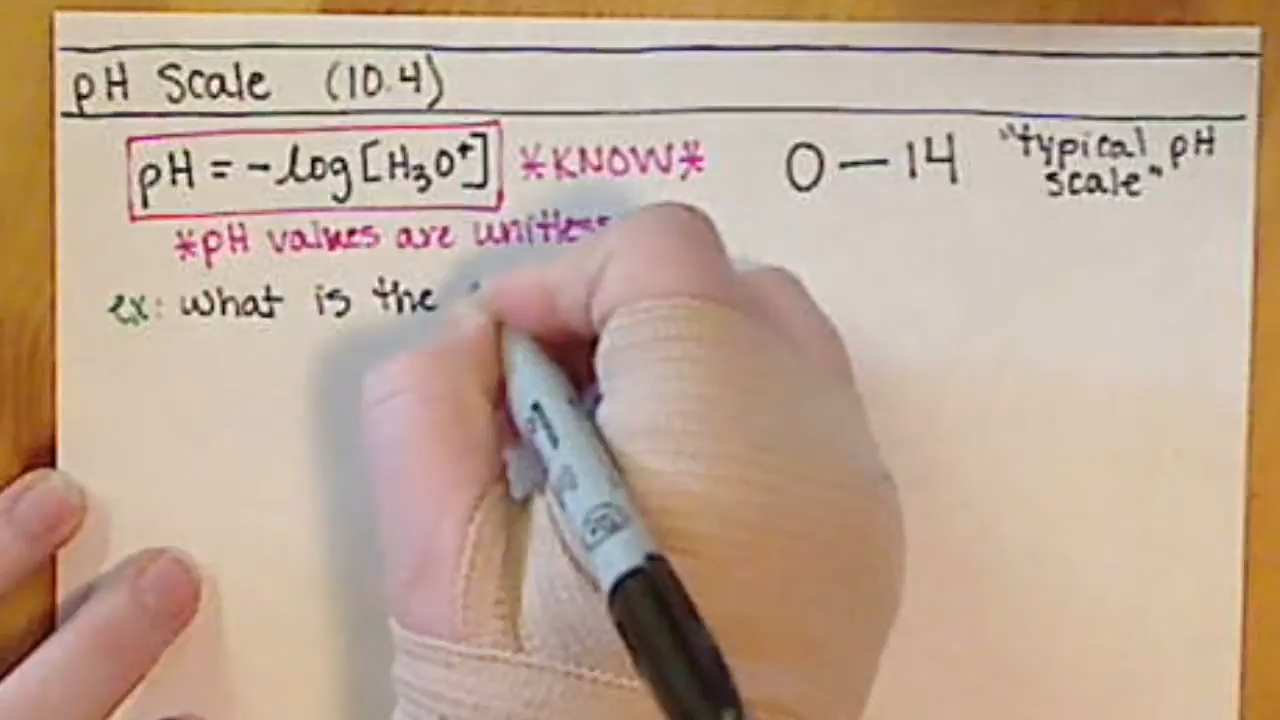 pH Scale (10.4)
pH = -log[H₃O⁺] *KNOW*
0 — 14 "typical pH
scale"
*pH values are unitless
ex: what is the